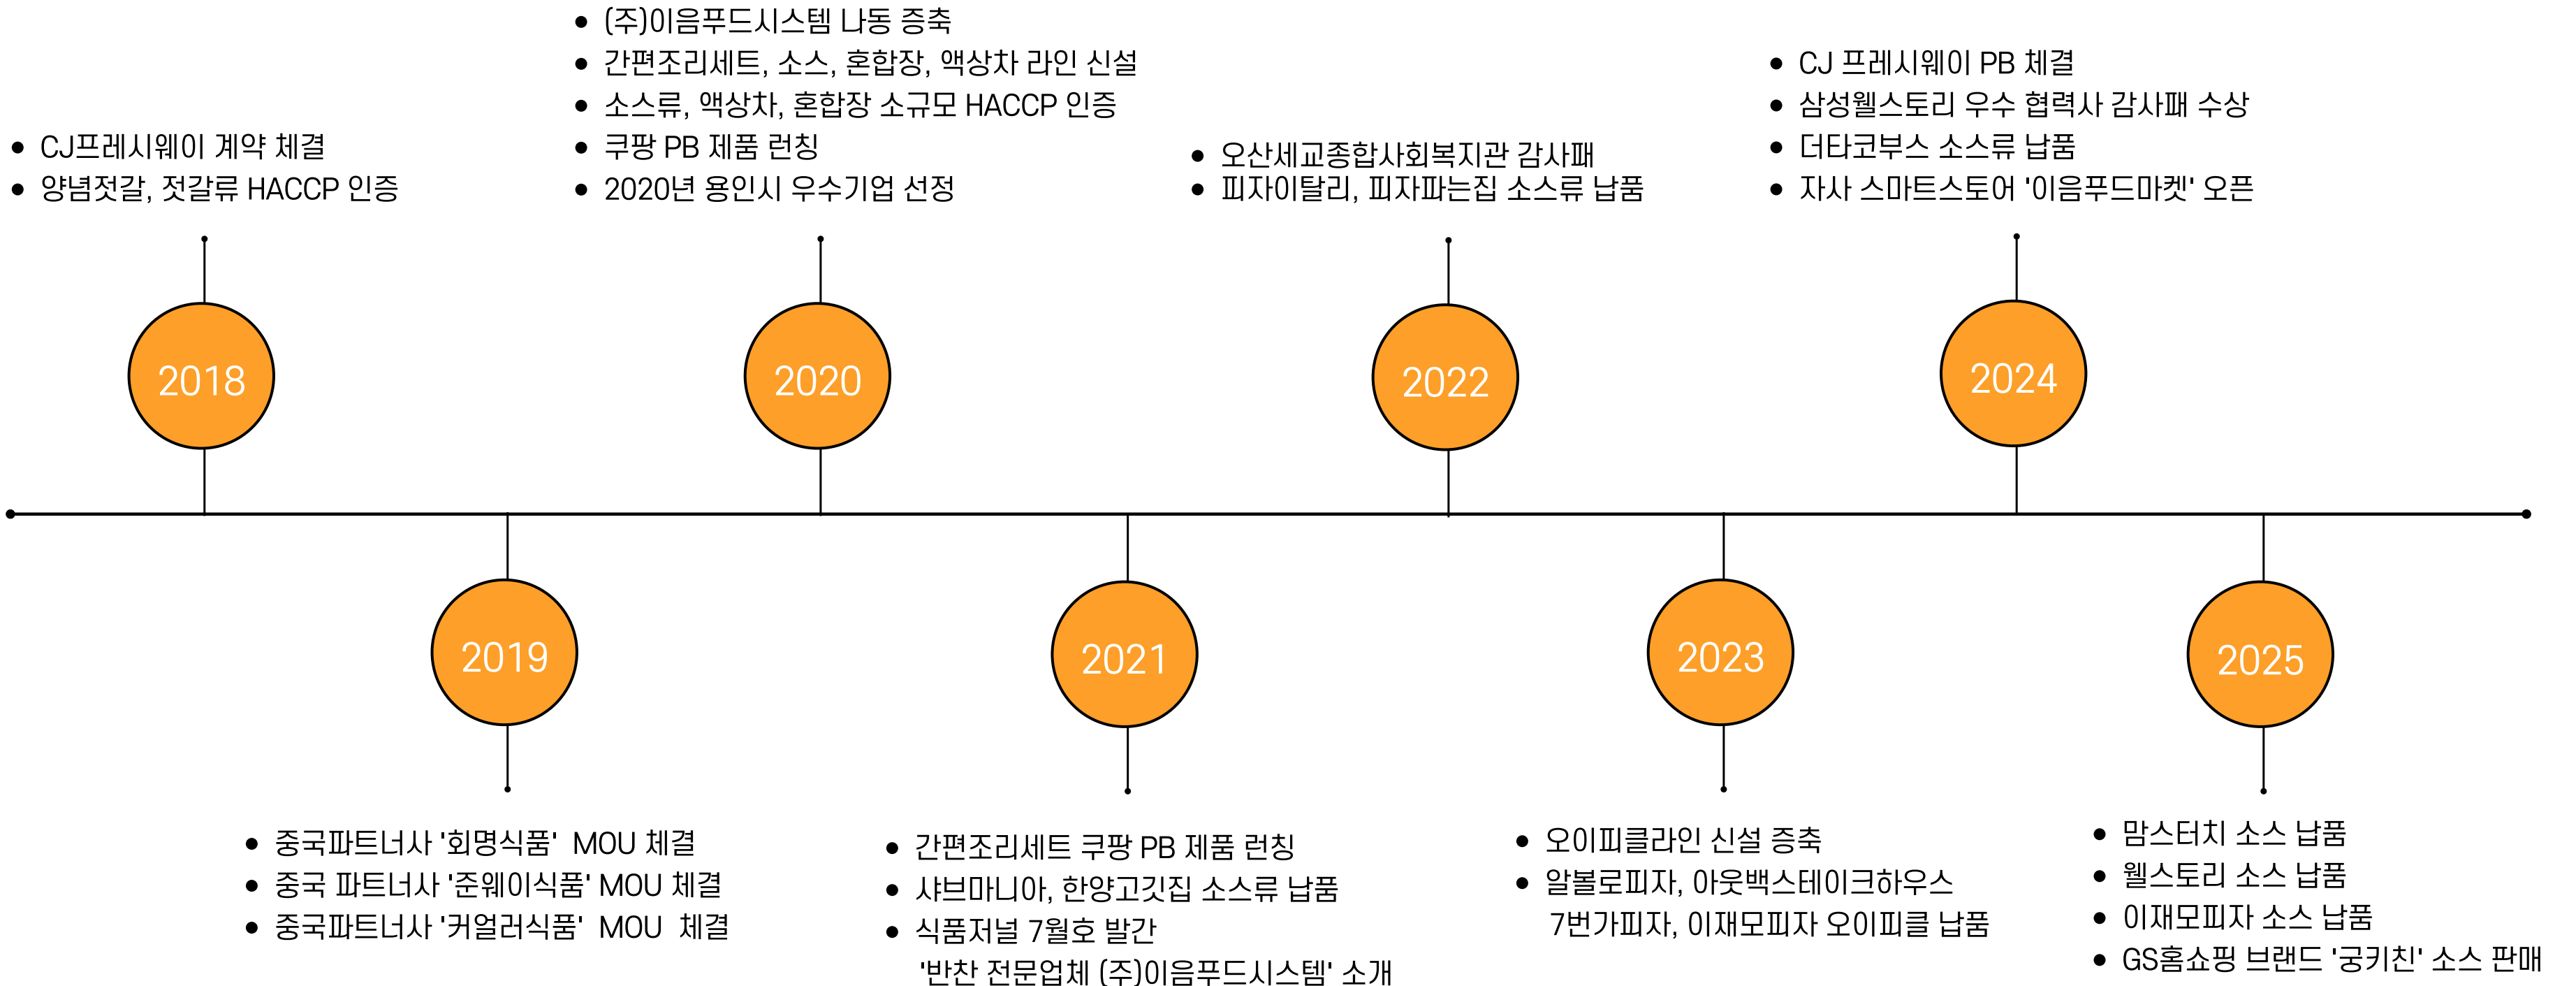 • CJ프레시웨이 계약 체결
• 양념젓갈, 젓갈류 HACCP 인증
2018
• 중국파트너사 '회명식품' MOU 체결
• 중국 파트너사 '준웨이식품' MOU 체결
• 중국파트너사 '커얼러식품' MOU 체결
2019
• (주)이음푸드시스템 나동 증축
• 간편조리세트, 소스, 혼합장, 액상차 라인 신설
• 소스류, 액상차, 혼합장 소규모 HACCP 인증
• 쿠팡 PB 제품 런칭
• 2020년 용인시 우수기업 선정
2020
2021
• 간편조리세트 쿠팡 PB 제품 런칭
• 샤브마니아, 한양고깃집 소스류 납품
• 식품저널 7월호 발간
'반찬 전문업체 (주)이음푸드시스템' 소개
• 오산세교종합사회복지관 감사패
• 피자이탈리, 피자파는집 소스류 납품
2022
2023
• 오이피클라인 신설 증축
• 알볼로피자, 아웃백스테이크하우스
7번가피자, 이재모피자 오이피클 납품
• CJ 프레시웨이 PB 체결
• 삼성웰스토리 우수 협력사 감사패 수상
• 더타코부스 소스류 납품
• 자사 스마트스토어 '이음푸드마켓' 오픈
2024
2025
• 맘스터치 소스 납품
• 웰스토리 소스 납품
• 이재모피자 소스 납품
• GS홈쇼핑 브랜드 '궁키친' 소스 판매